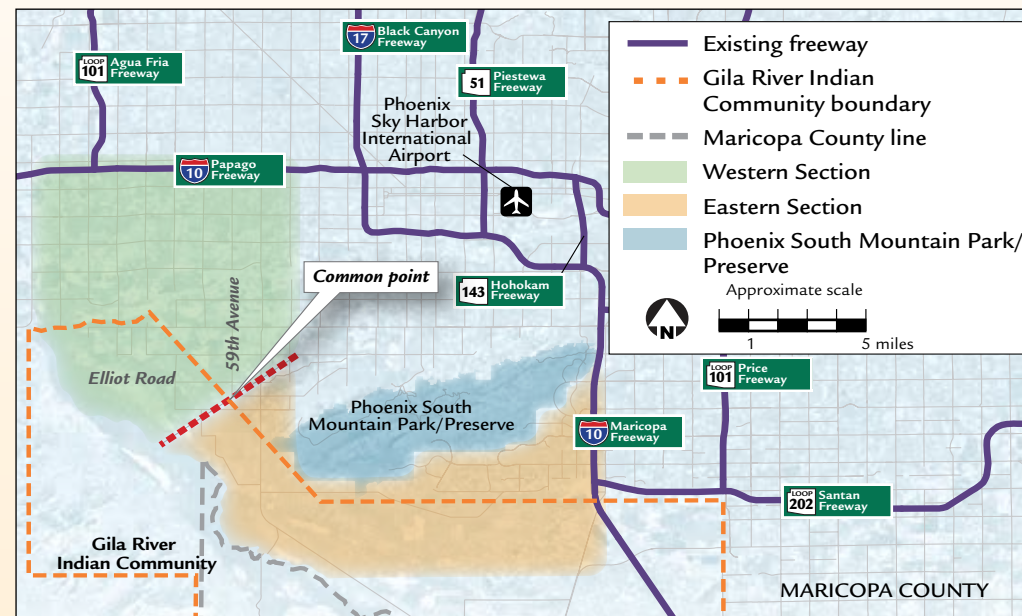 LOOP
101
Agua Fria
Freeway
17
Black Canyon
Freeway
51
Piestewa
Freeway
Phoenix
Sky Harbor
International
Airport
10
Papago
Freeway
Common point
143
Hohokam
Freeway
59th Avenue
Elliot Road
Phoenix South
Mountain Park/Preserve
10
Maricopa
Freeway
LOOP
101
Price
Freeway
LOOP
202
Santan
Freeway
Gila River
Indian Community
MARICOPA COUNTY
Existing freeway
Gila River Indian
Community boundary
Maricopa County line
Western Section
Eastern Section
Phoenix South Mountain Park/
Preserve
Approximate scale
N
1
5 miles